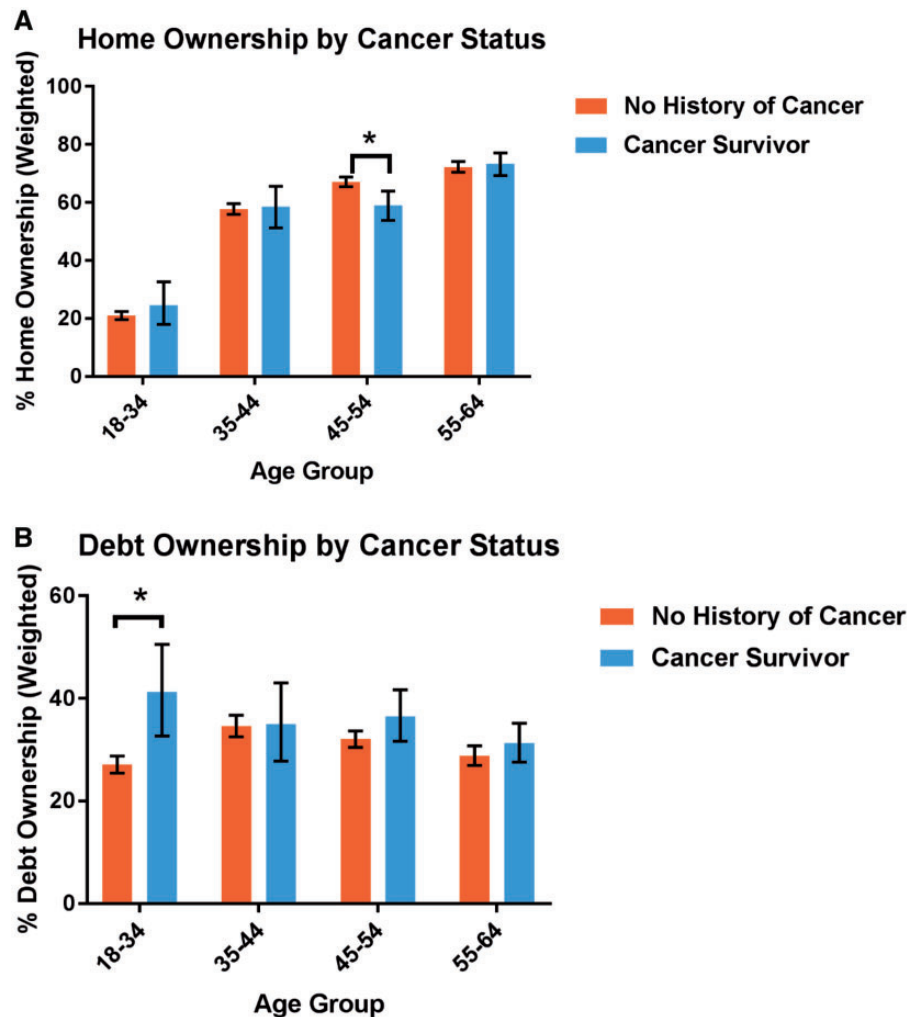 A
Home Ownership by Cancer Status
% Home Ownership (Weighted)
100
80
60
40
20
0
*
No History of Cancer
Cancer Survivor
18-34
35-44
45-54
55-64
Age Group
B
Debt Ownership by Cancer Status
% Debt Ownership (Weighted)
60
40
20
0
*
No History of Cancer
Cancer Survivor
18-34
35-44
45-54
55-64
Age Group